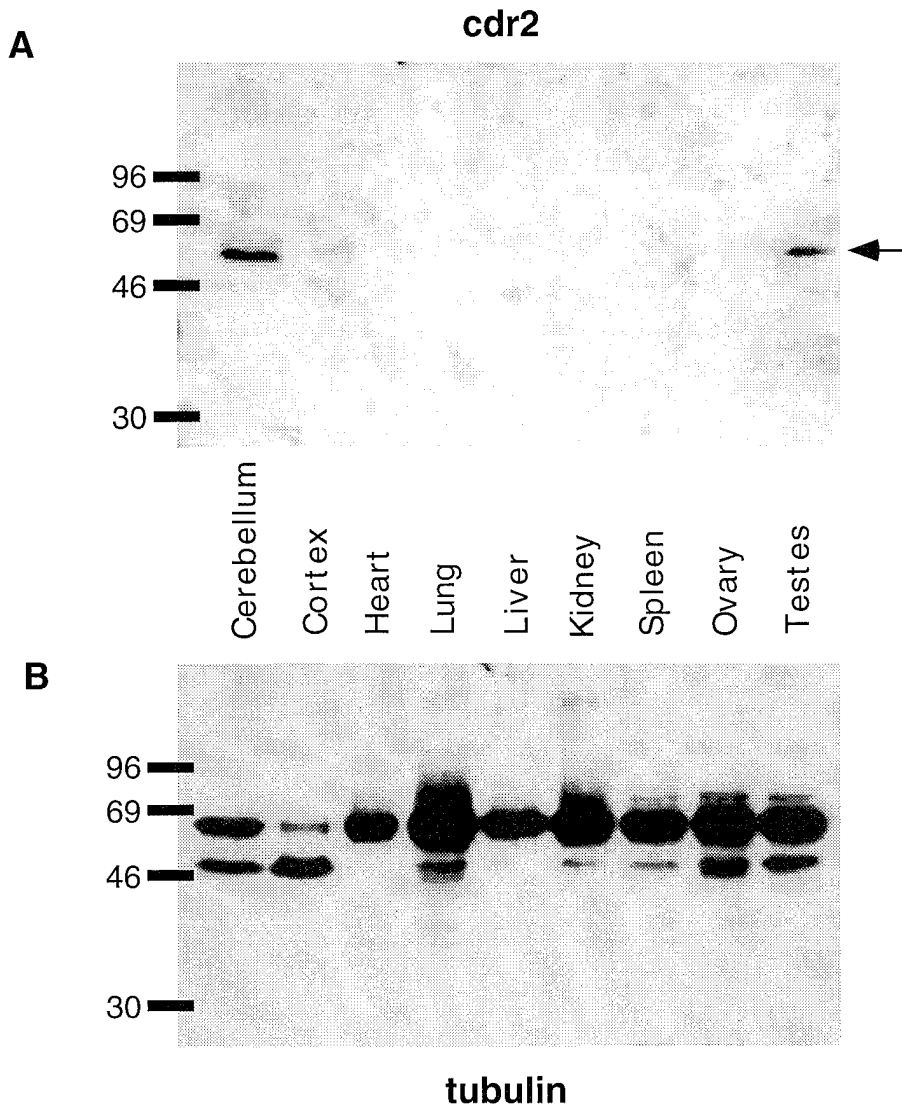 cdr2
A
96
69
46
30
Cerebellum
Cortex
Heart
Lung
Liver
Kidney
Spleen
Ovary
Testes
B
96
69
46
30
tubulin